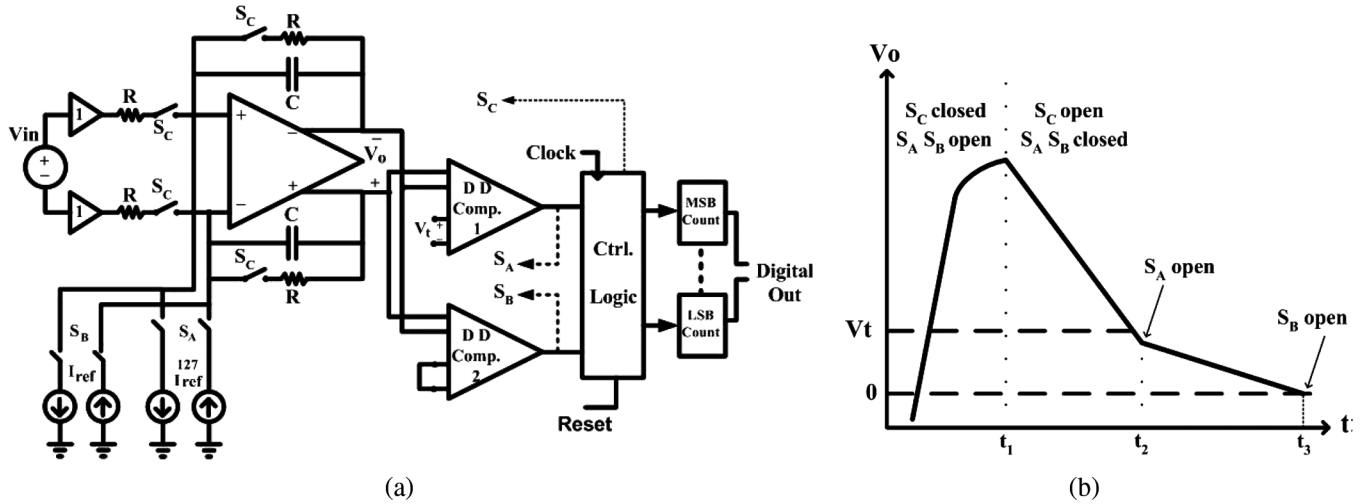 S_C R
C
1 R S_C +
Vin + −
S_C
R
1 −
−
V_o
+
C
S_C
R
S_B S_A
I_ref 127 I_ref
D D
Comp.
1
V_t + −
S_A
S_B
D D
Comp.
2
S_C
Clock
Ctrl.
Logic
Reset
MSB
Count
LSB
Count
Digital
Out
(a)
Vo
S_C closed
S_A S_B open
S_C open
S_A S_B closed
S_A open
S_B open
Vt
0
t_1 t_2 t_3
t
(b)